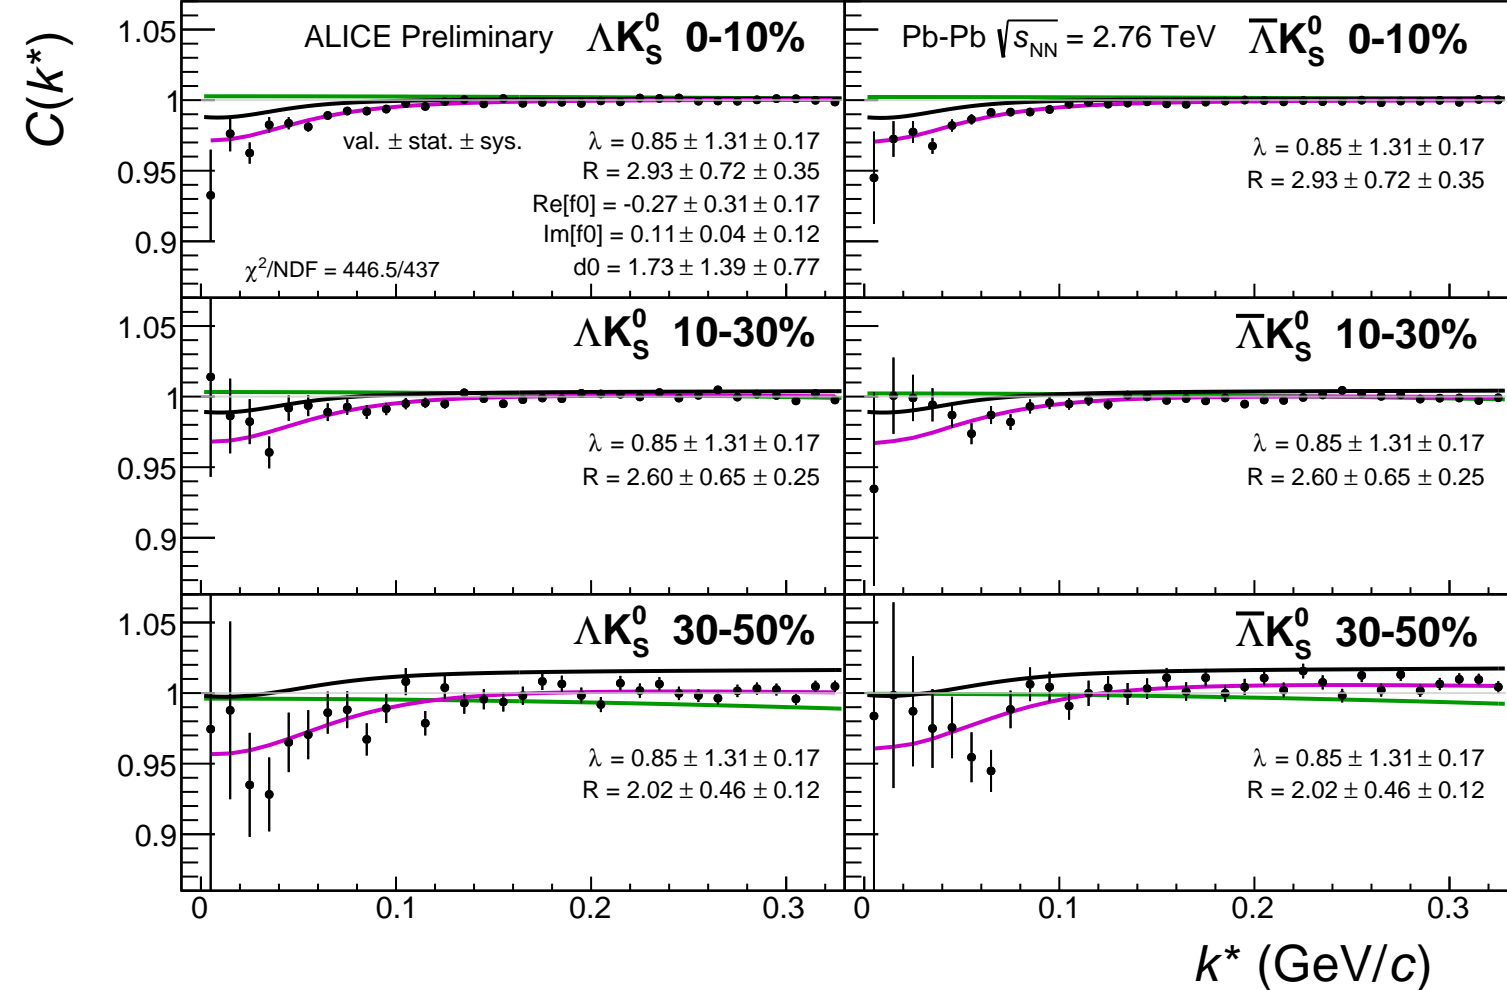 C(k*)
ALICE Preliminary ΛK⁰_S 0-10%
1.05
1
0.95
0.9
val. ± stat. ± sys.
λ = 0.85 ± 1.31 ± 0.17
R = 2.93 ± 0.72 ± 0.35
Re[f0] = -0.27 ± 0.31 ± 0.17
Im[f0] = 0.11 ± 0.04 ± 0.12
d0 = 1.73 ± 1.39 ± 0.77
χ²/NDF = 446.5/437
Pb-Pb √s_NN = 2.76 TeV Λ̅K⁰_S 0-10%
λ = 0.85 ± 1.31 ± 0.17
R = 2.93 ± 0.72 ± 0.35
ΛK⁰_S 10-30%
1.05
1
0.95
0.9
λ = 0.85 ± 1.31 ± 0.17
R = 2.60 ± 0.65 ± 0.25
Λ̅K⁰_S 10-30%
λ = 0.85 ± 1.31 ± 0.17
R = 2.60 ± 0.65 ± 0.25
ΛK⁰_S 30-50%
1.05
1
0.95
0.9
λ = 0.85 ± 1.31 ± 0.17
R = 2.02 ± 0.46 ± 0.12
Λ̅K⁰_S 30-50%
λ = 0.85 ± 1.31 ± 0.17
R = 2.02 ± 0.46 ± 0.12
0 0.1 0.2 0.3 0 0.1 0.2 0.3
k* (GeV/c)